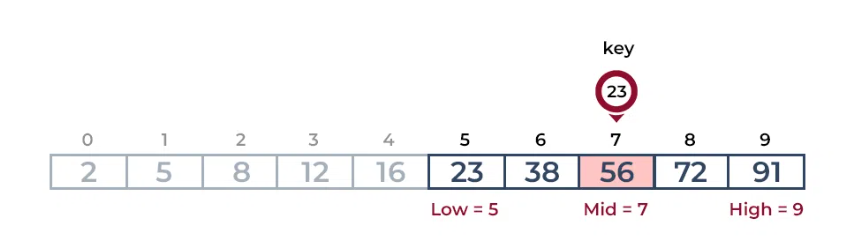 key
23
0 1 2 3 4 5 6 7 8 9
2 5 8 12 16 23 38 56 72 91
Low = 5 Mid = 7 High = 9